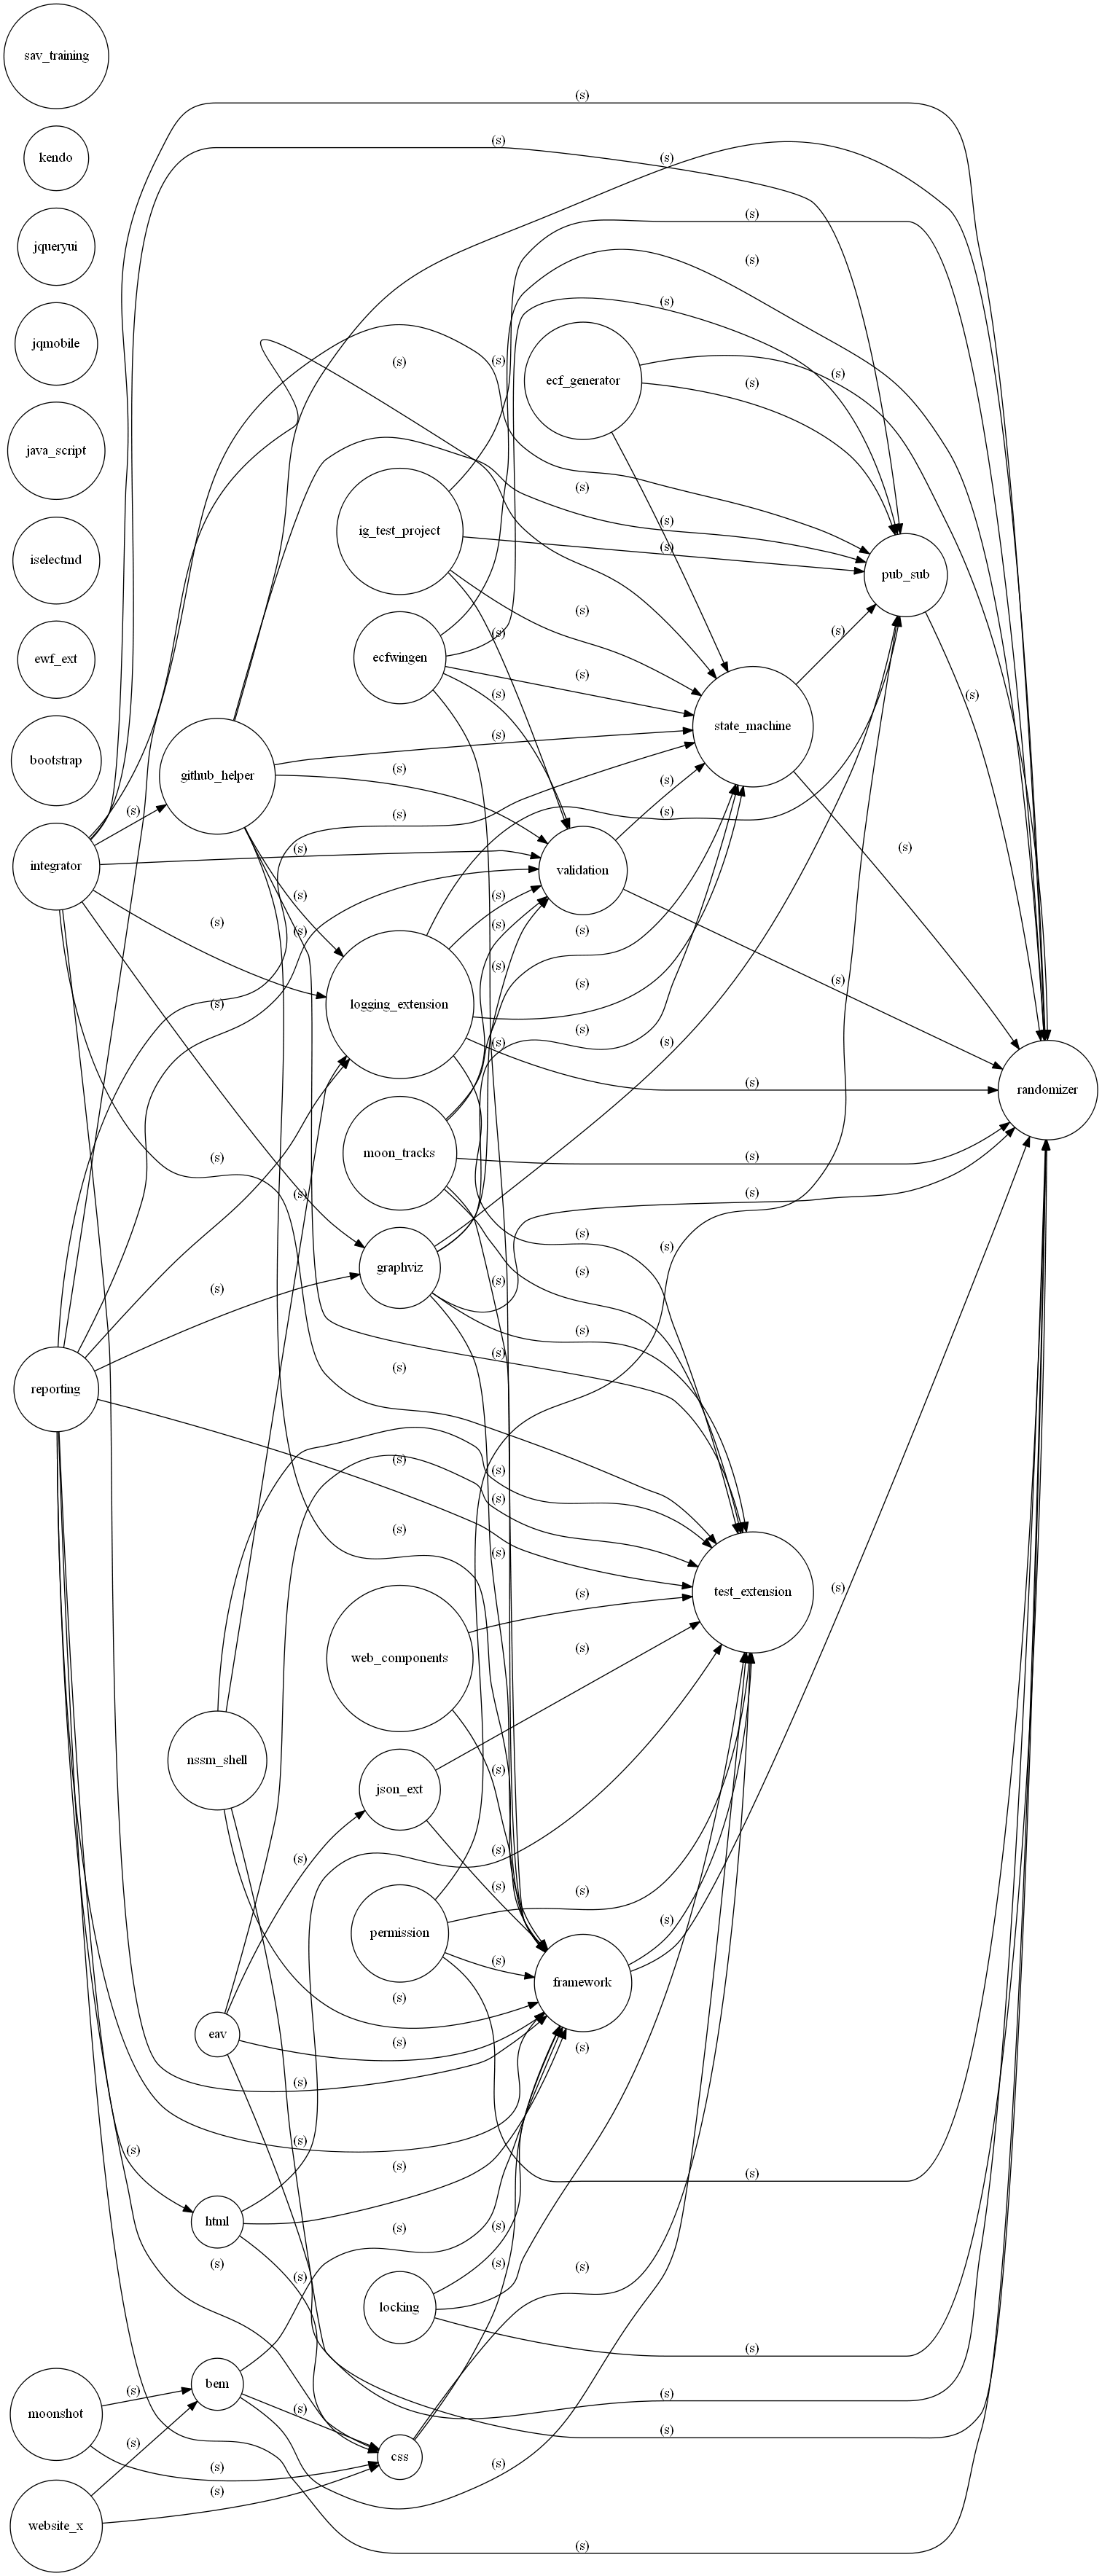 sav_training
(s)
(s)
kendo
(s)
(s)
jqueryui
(s)
(s)
jqmobile
(s)
(s)
(s)
ecf_generator
(s)
java_script
(s)
(s)
ig_test_project
(s)
iselectmd
pub_sub
(s)
(s)
(s)
ewf_ext
ecfwingen
(s)
(s)
(s)
state_machine
(s)
bootstrap
(s)
github_helper
(s)
(s)
(s)
(s)
(s)
(s)
integrator
validation
(s)
(s)
(s)
(s)
(s)
(s)
(s)
(s)
(s)
(s)
logging_extension
(s)
(s)
(s)
(s)
randomizer
moon_tracks
(s)
(s)
(s)
(s)
(s)
(s)
graphviz
(s)
(s)
(s)
(s)
(s)
(s)
reporting
(s)
(s)
(s)
(s)
(s)
(s)
test_extension
(s)
(s)
web_components
nssm_shell
(s)
json_ext
(s)
(s)
(s)
(s)
(s)
permission
(s)
framework
(s)
eav
(s)
(s)
(s)
(s)
(s)
(s)
(s)
html
(s)
(s)
(s)
(s)
(s)
(s)
locking
(s)
bem
(s)
(s)
(s)
moonshot
(s)
(s)
css
(s)
(s)
(s)
website_x
(s)